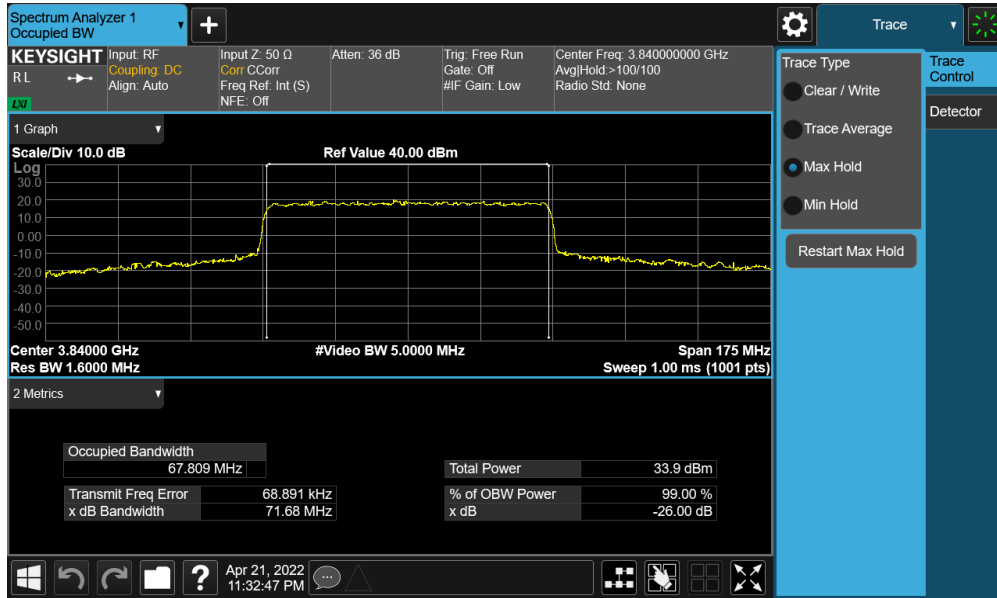 Spectrum Analyzer 1
Occupied BW
+
Trace
KEYSIGHT
R L
LXI
Input: RF
Coupling: DC
Align: Auto
Input Z: 50 Ω
Corr CCorr
Freq Ref: Int (S)
NFE: Off
Atten: 36 dB
Trig: Free Run
Gate: Off
#IF Gain: Low
Center Freq: 3.840000000 GHz
Avg|Hold:>100/100
Radio Std: None
Trace Type
Clear / Write
Trace Average
Max Hold
Min Hold
Restart Max Hold
Trace
Control
Detector
1 Graph
Scale/Div 10.0 dB
Ref Value 40.00 dBm
Log
30.0
20.0
10.0
0.00
-10.0
-20.0
-30.0
-40.0
-50.0
Center 3.84000 GHz
#Video BW 5.0000 MHz
Span 175 MHz
Res BW 1.6000 MHz
Sweep 1.00 ms (1001 pts)
2 Metrics
Occupied Bandwidth
67.809 MHz
Total Power 33.9 dBm
Transmit Freq Error 68.891 kHz
% of OBW Power 99.00 %
x dB Bandwidth 71.68 MHz
x dB -26.00 dB
?
Apr 21, 2022
11:32:47 PM